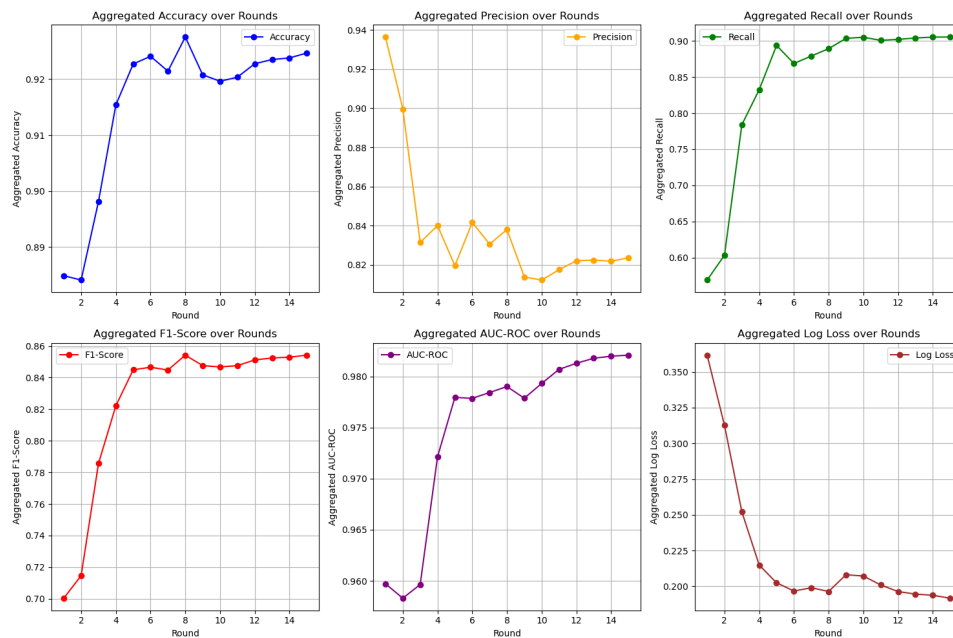 Aggregated Accuracy over Rounds
Accuracy
0.92
0.91
0.90
0.89
Aggregated Accuracy
2 4 6 8 10 12 14
Round
Aggregated Precision over Rounds
Precision
0.94
0.92
0.90
0.88
0.86
0.84
0.82
Aggregated Precision
2 4 6 8 10 12 14
Round
Aggregated Recall over Rounds
Recall
0.90
0.85
0.80
0.75
0.70
0.65
0.60
Aggregated Recall
2 4 6 8 10 12 14
Round
Aggregated F1-Score over Rounds
F1-Score
0.86
0.84
0.82
0.80
0.78
0.76
0.74
0.72
0.70
Aggregated F1-Score
2 4 6 8 10 12 14
Round
Aggregated AUC-ROC over Rounds
AUC-ROC
0.980
0.975
0.970
0.965
0.960
Aggregated AUC-ROC
2 4 6 8 10 12 14
Round
Aggregated Log Loss over Rounds
Log Loss
0.350
0.325
0.300
0.275
0.250
0.225
0.200
Aggregated Log Loss
2 4 6 8 10 12 14
Round